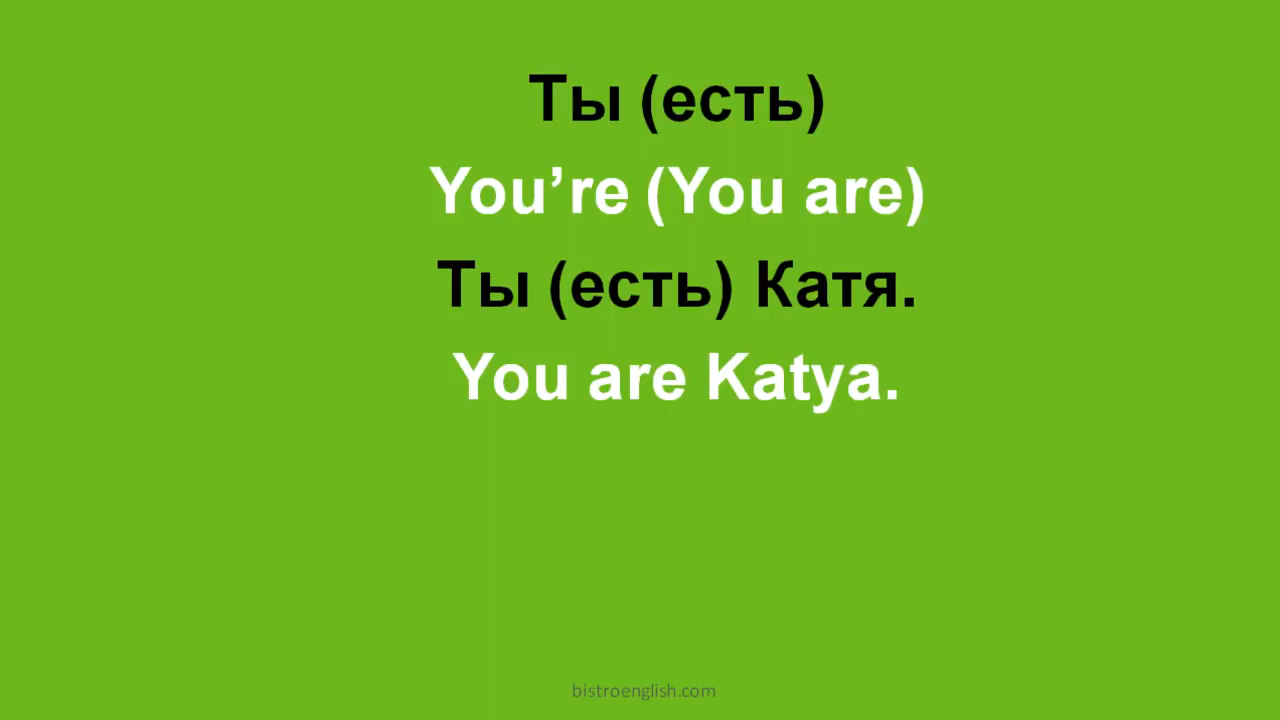 Ты (есть)
You’re (You are)
Ты (есть) Катя.
You are Katya.
bistroenglish.com